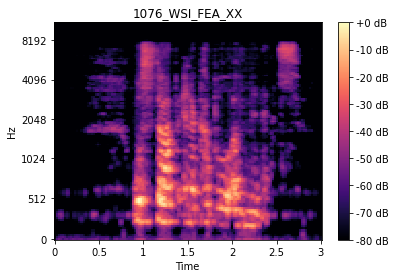 1076_WSI_FEA_XX
8192
4096
2048
1024
512
0
Hz
0 0.5 1 1.5 2 2.5 3
Time
+0 dB
-10 dB
-20 dB
-30 dB
-40 dB
-50 dB
-60 dB
-70 dB
-80 dB